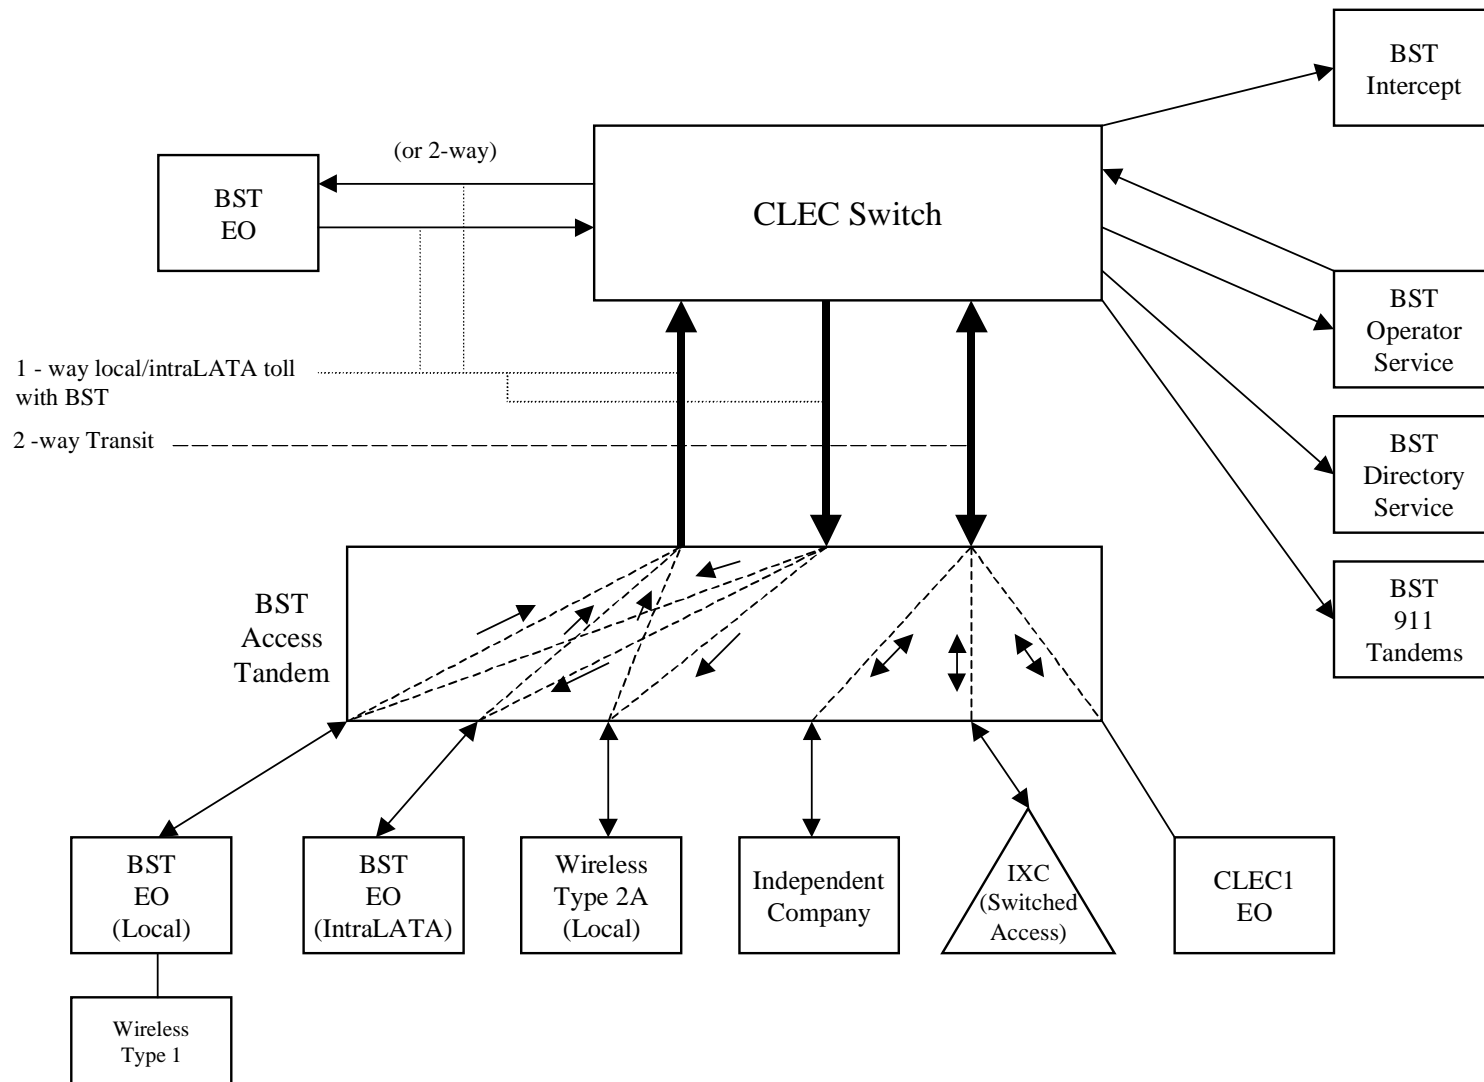 BST
Intercept
(or 2-way)
BST
EO
CLEC Switch
BST
Operator
Service
1 - way local/intraLATA toll
with BST
2 -way Transit
BST
Directory
Service
BST
911
Tandems
BST
Access
Tandem
BST
EO
(Local)
BST
EO
(IntraLATA)
Wireless
Type 2A
(Local)
Independent
Company
IXC
(Switched
Access)
CLEC1
EO
Wireless
Type 1